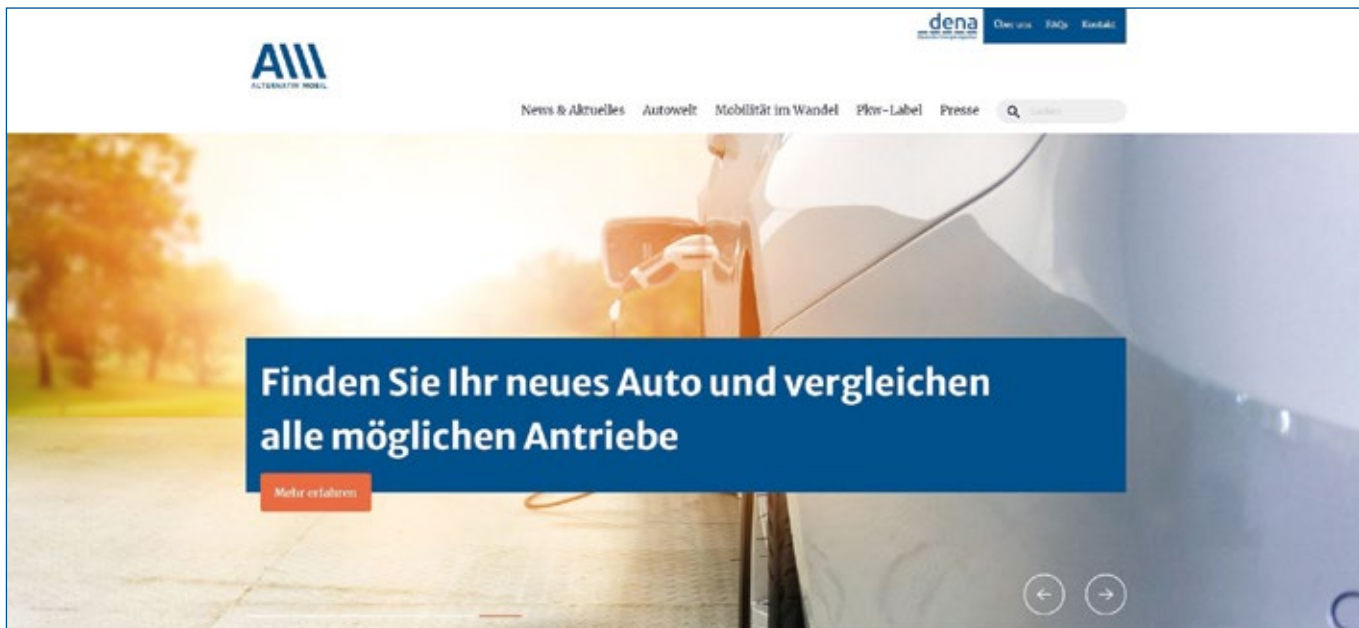 dena
Über uns FAQs Kontakt
ALTERNATIV MOBIL
News & Aktuelles Autowelt Mobilität im Wandel Pkw-Label Presse
Finden Sie Ihr neues Auto und vergleichen
alle möglichen Antriebe
Mehr erfahren